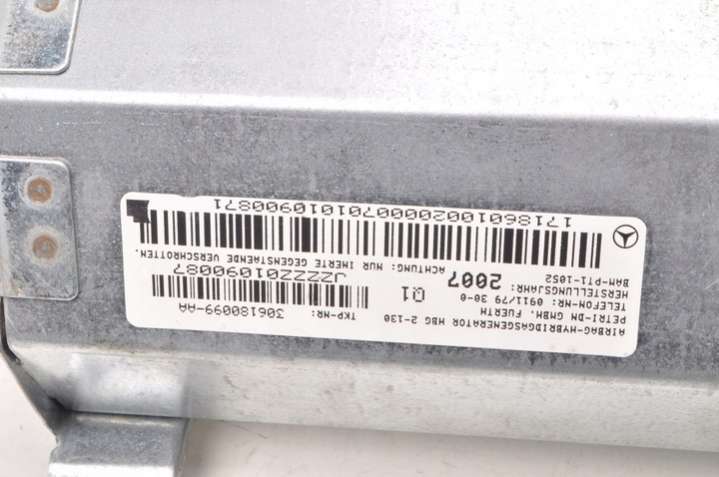 AIRBAG-HYBRIDGASGENERATOR HBG 2-130
PETRI-DN GMBH. FUERTH
TELEFON-NR: 0911/79 30-0
HERSTELLUNGSJAHR: 2007 Q1
BAM-PT1-1052
TKP-NR: 306180099-AA
JZZZZ01090087
ACHTUNG: NUR INERTE GEGENSTAENDE VERSCHROTTEN.
17186010020000701010900871